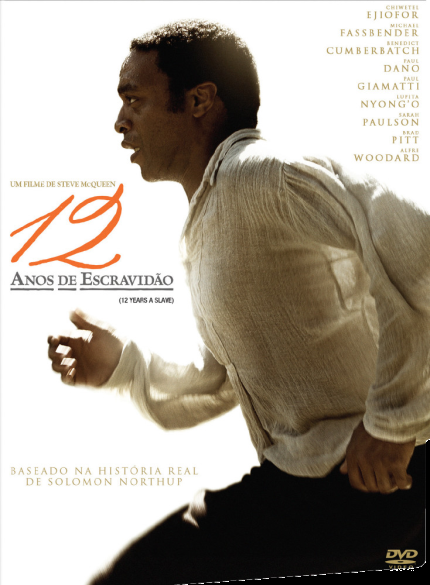 CHIWETEL
EJIOFOR
MICHAEL
FASSBENDER
BENEDICT
CUMBERBATCH
PAUL
DANO
PAUL
GIAMATTI
LUPITA
NYONG'O
SARAH
PAULSON
BRAD
PITT
ALFRE
WOODARD
UM FILME DE STEVE MCQUEEN
12
ANOS DE ESCRAVIDÃO
(12 YEARS A SLAVE)
BASEADO NA HISTÓRIA REAL
DE SOLOMON NORTHUP
DVD
VIDEO